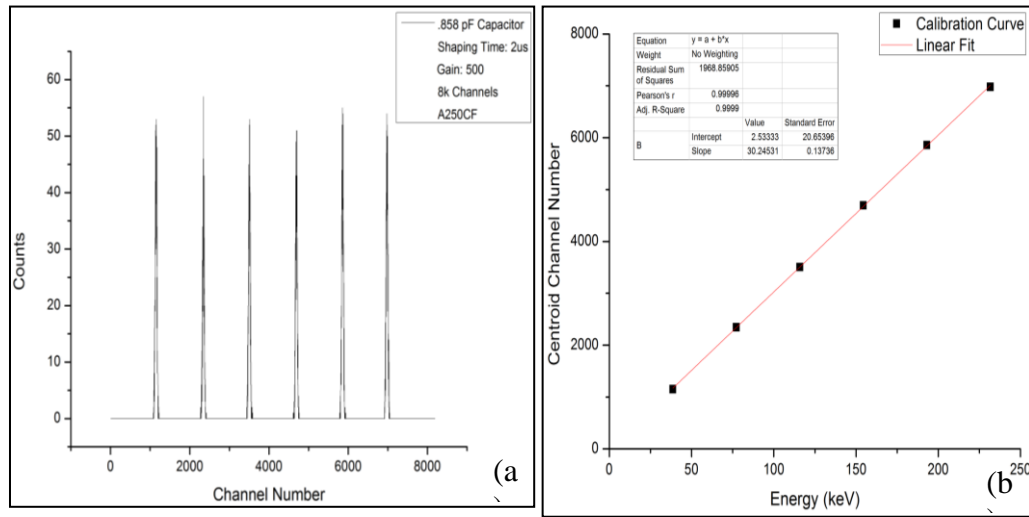 .858 pF Capacitor
Shaping Time: 2us
Gain: 500
8k Channels
A250CF
60
50
40
30
20
10
0
Counts
0 2000 4000 6000 8000
Channel Number
(a
Calibration Curve
Linear Fit
Equation y = a + b*x
Weight No Weighting
Residual Sum of Squares 1968.85905
Pearson's r 0.99996
Adj. R-Square 0.9999
Value Standard Error
B Intercept 2.53333 20.65396
Slope 30.24531 0.13736
8000
6000
4000
2000
0
Centroid Channel Number
0 50 100 150 200 250
Energy (keV)
(b